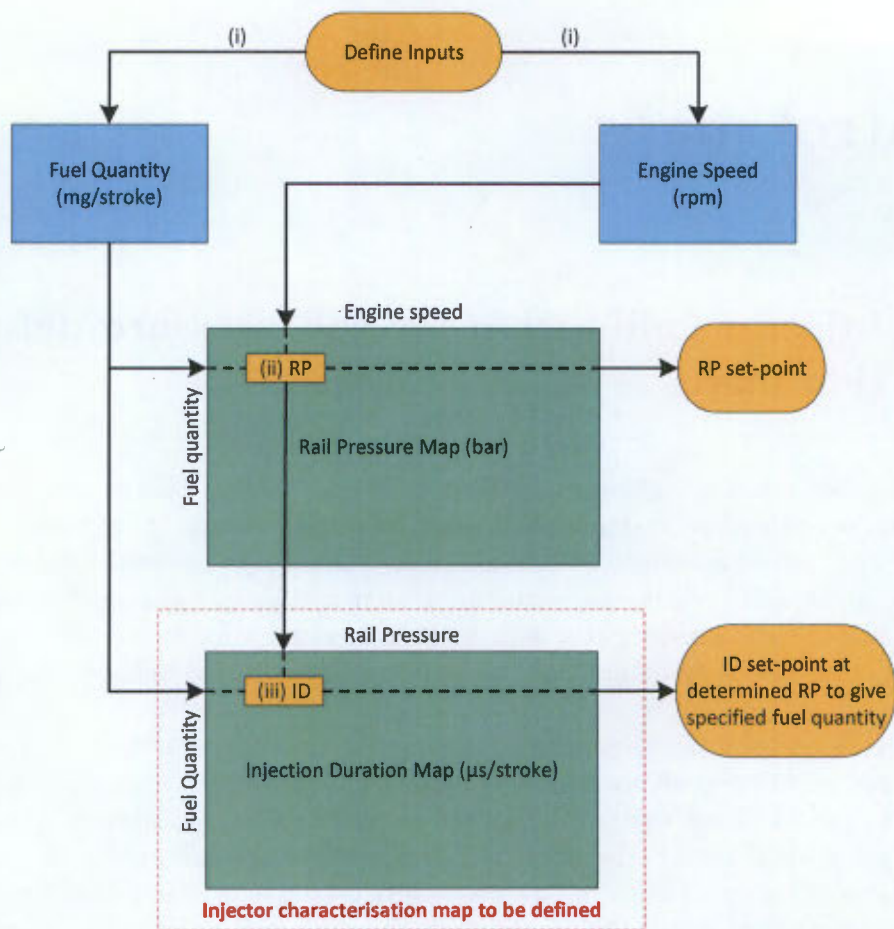 (i)
Define Inputs
(i)
Fuel Quantity
(mg/stroke)
Engine Speed
(rpm)
Engine speed
Fuel quantity
(ii) RP
RP set-point
Rail Pressure Map (bar)
Rail Pressure
Fuel Quantity
(iii) ID
ID set-point at
determined RP to give
specified fuel quantity
Injection Duration Map (µs/stroke)
Injector characterisation map to be defined